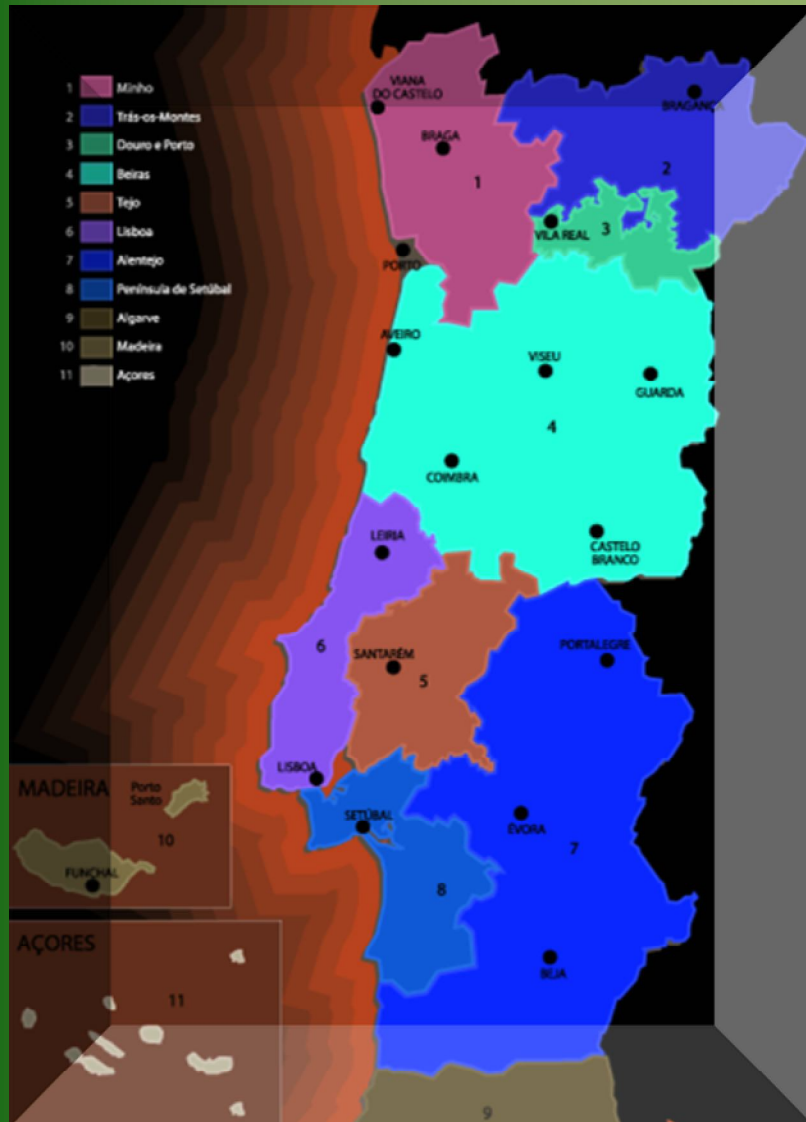 1 Minho
2 Trás-os-Montes
3 Douro e Porto
4 Beiras
5 Tejo
6 Lisboa
7 Alentejo
8 Península de Setúbal
9 Algarve
10 Madeira
11 Açores
VIANA
DO CASTELO
BRAGANÇA
BRAGA
1
2
VILA REAL
3
PORTO
AVEIRO
VISEU
GUARDA
4
COIMBRA
LEIRIA
CASTELO
BRANCO
6
SANTARÉM
PORTALEGRE
5
LISBOA
SETÚBAL
ÉVORA
7
8
BEJA
9
MADEIRA
Porto
Santo
10
FUNCHAL
AÇORES
11